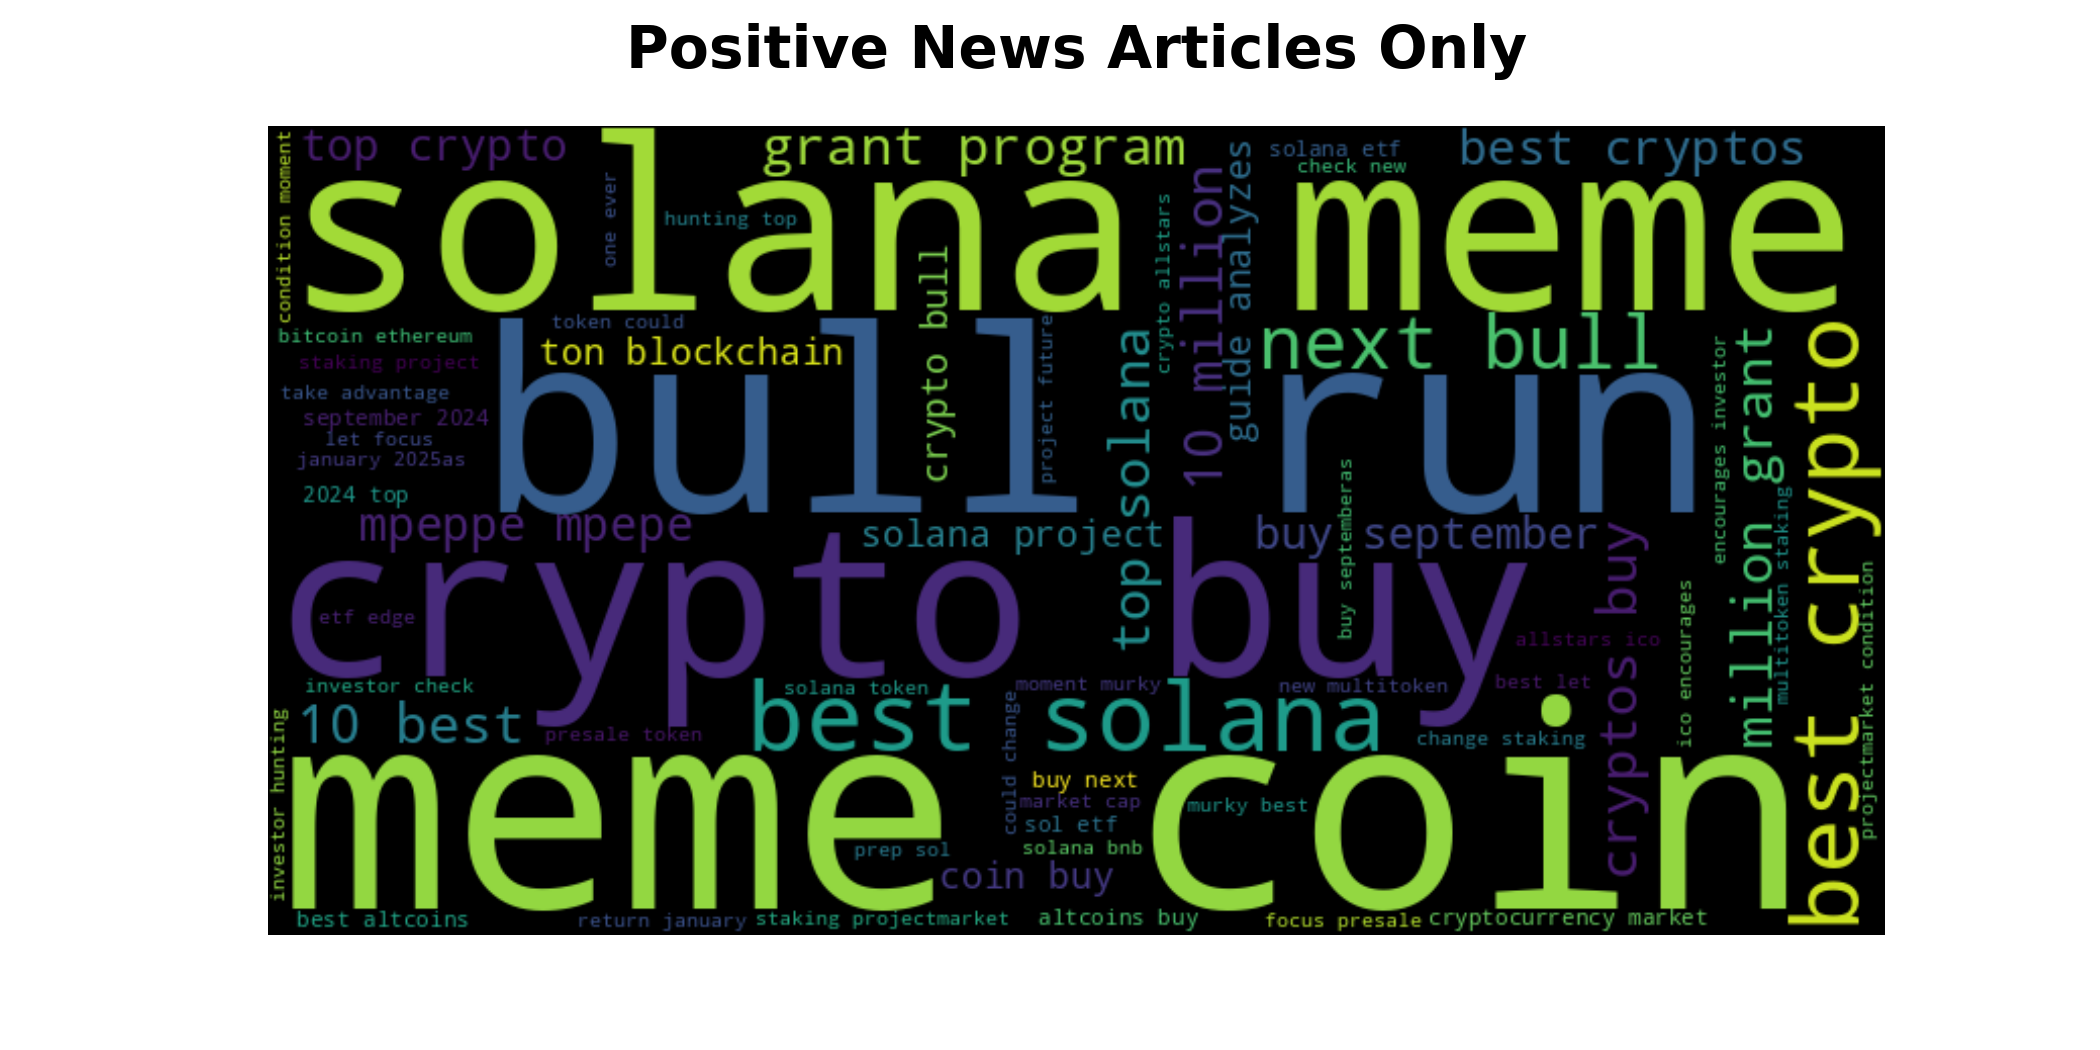 Positive News Articles Only
condition moment
top crypto
solana meme
one ever
hunting top
grant program
crypto allstars
10 million
guide analyzes
solana etf
check new
best cryptos
bitcoin ethereum
staking project
take advantage
september 2024
let focus
january 2025as
2024 top
token could
ton blockchain
bull run
crypto bull
project future
top solana
next bull
encourages investor
million grant
best crypto
mpeppe mpepe
solana project
buy september
buy septemberas
crypto buy
etf edge
cryptos buy
allstars ico
ico encourages
multitoken staking
projectmarket condition
investor check
solana token
moment murky
new multitoken
best let
investor hunting
10 best
presale token
best solana
could change
change staking
meme coin
buy next
market cap
murky best
sol etf
prep sol
solana bnb
coin buy
best altcoins
return january
staking projectmarket
altcoins buy
focus presale
cryptocurrency market